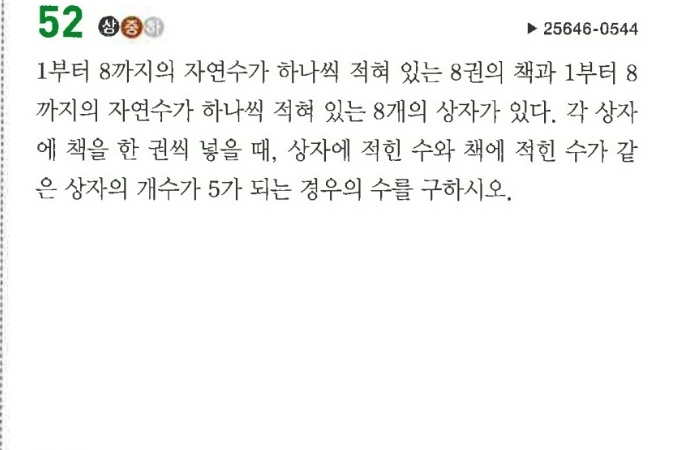 52 상 중 하
▶ 25646-0544
1부터 8까지의 자연수가 하나씩 적혀 있는 8권의 책과 1부터 8
까지의 자연수가 하나씩 적혀 있는 8개의 상자가 있다. 각 상자
에 책을 한 권씩 넣을 때, 상자에 적힌 수와 책에 적힌 수가 같
은 상자의 개수가 5가 되는 경우의 수를 구하시오.